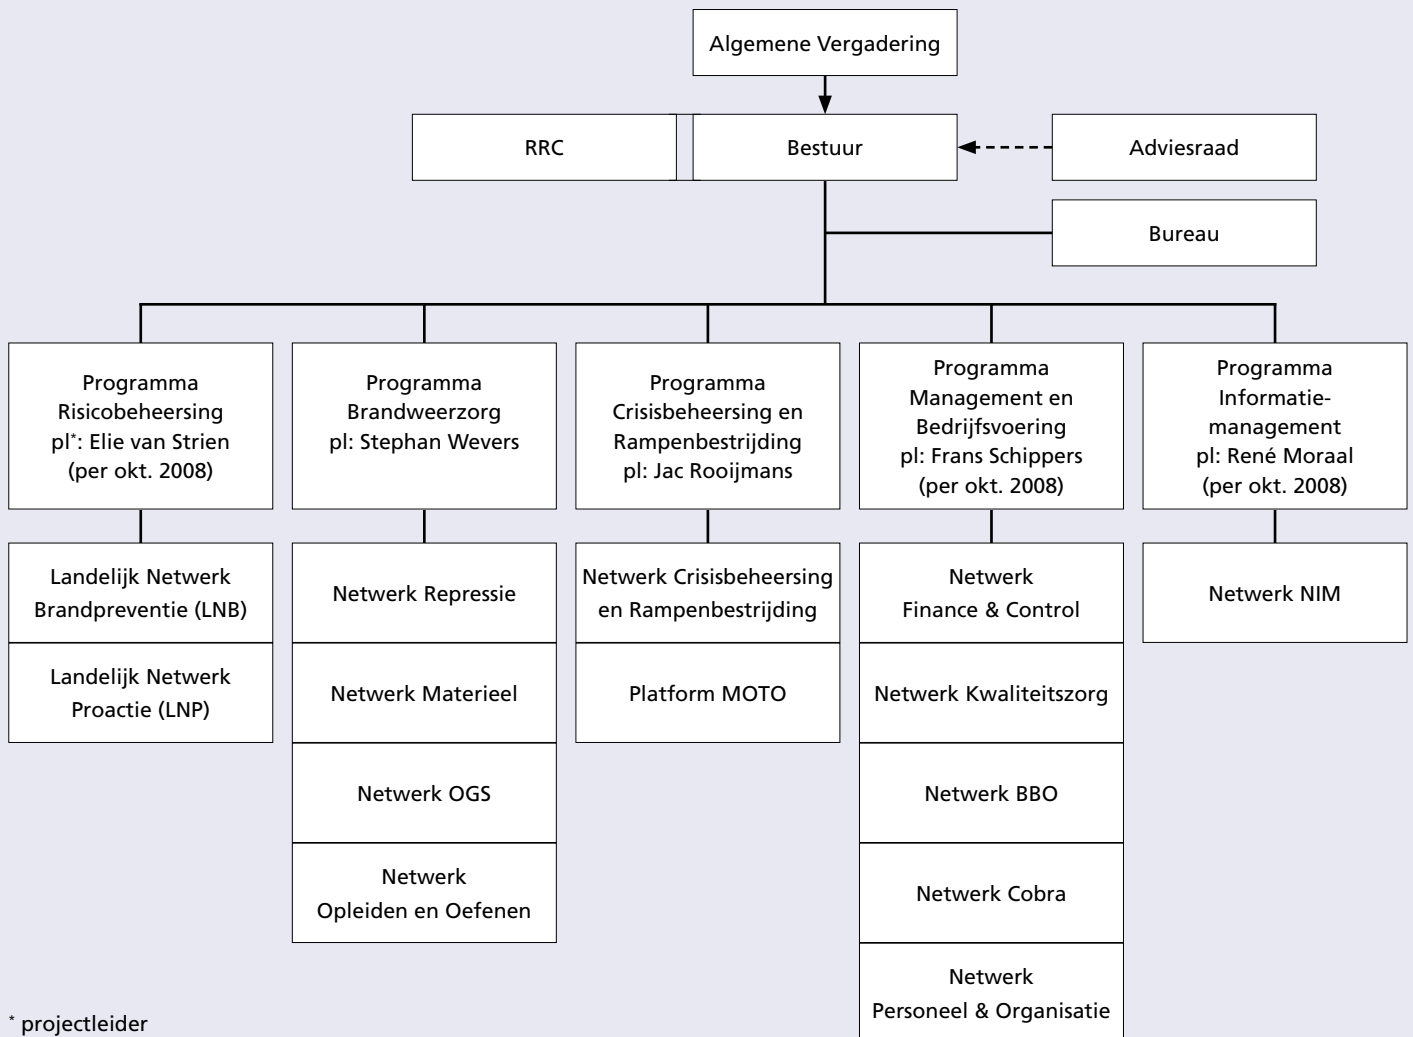 Algemene Vergadering
RRC
Bestuur
Adviesraad
Bureau
Programma
Risicobeheersing
pl*: Elie van Strien
(per okt. 2008)
Programma
Brandweerzorg
pl: Stephan Wevers
Programma
Crisisbeheersing en
Rampenbestrijding
pl: Jac Rooijmans
Programma
Management en
Bedrijfsvoering
pl: Frans Schippers
(per okt. 2008)
Programma
Informatie-
management
pl: René Moraal
(per okt. 2008)
Landelijk Netwerk
Brandpreventie (LNB)
Landelijk Netwerk
Proactie (LNP)
Netwerk Repressie
Netwerk Materieel
Netwerk OGS
Netwerk
Opleiden en Oefenen
Netwerk Crisisbeheersing
en Rampenbestrijding
Platform MOTO
Netwerk
Finance & Control
Netwerk Kwaliteitszorg
Netwerk BBO
Netwerk Cobra
Netwerk
Personeel & Organisatie
Netwerk NIM
* projectleider